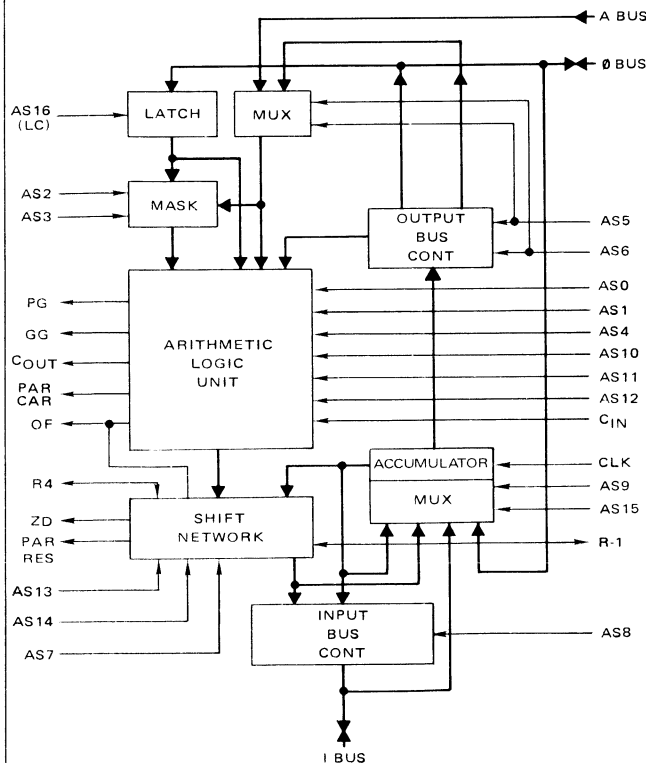 A BUS
Ø BUS
AS16
(LC)
LATCH
MUX
AS2
AS3
MASK
OUTPUT
BUS
CONT
AS5
AS6
AS0
AS1
AS4
AS10
AS11
AS12
CIN
PG
GG
COUT
PAR
CAR
OF
ARITHMETIC
LOGIC
UNIT
ACCUMULATOR
MUX
CLK
AS9
AS15
R-1
R4
ZD
PAR
RES
SHIFT
NETWORK
AS13
AS14
AS7
INPUT
BUS
CONT
AS8
I BUS